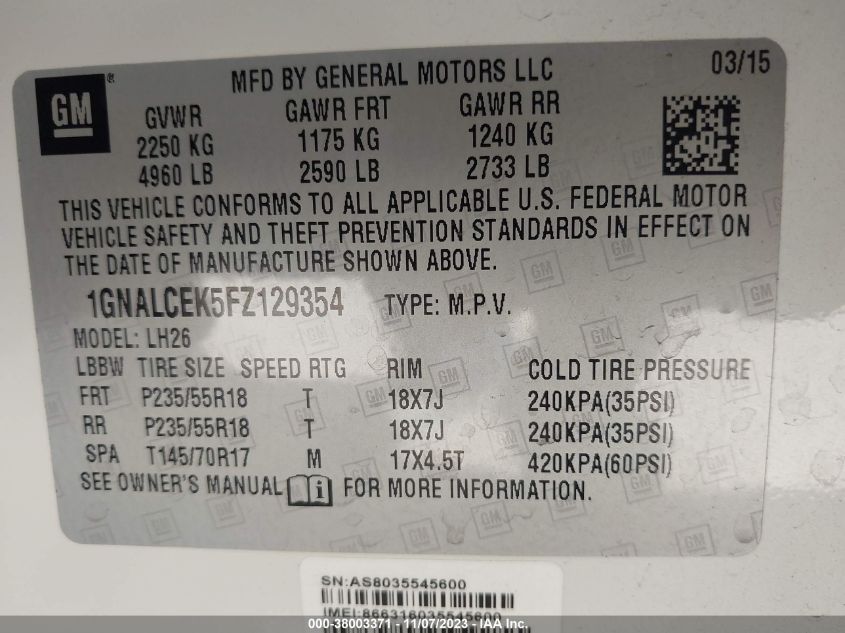 GM®
MFD BY GENERAL MOTORS LLC
03/15
GVWR GAWR FRT GAWR RR
2250 KG 1175 KG 1240 KG
4960 LB 2590 LB 2733 LB
THIS VEHICLE CONFORMS TO ALL APPLICABLE U.S. FEDERAL MOTOR
VEHICLE SAFETY AND THEFT PREVENTION STANDARDS IN EFFECT ON
THE DATE OF MANUFACTURE SHOWN ABOVE.
1GNALCEK5FZ129354 TYPE: M.P.V.
MODEL: LH26
LBBW TIRE SIZE SPEED RTG RIM COLD TIRE PRESSURE
FRT P235/55R18 T 18X7J 240KPA(35PSI)
RR P235/55R18 T 18X7J 240KPA(35PSI)
SPA T145/70R17 M 17X4.5T 420KPA(60PSI)
SEE OWNER'S MANUAL i FOR MORE INFORMATION.
SN:AS8035545600
IMEI:866316035545600
000-38003371 - 11/07/2023 - IAA Inc.